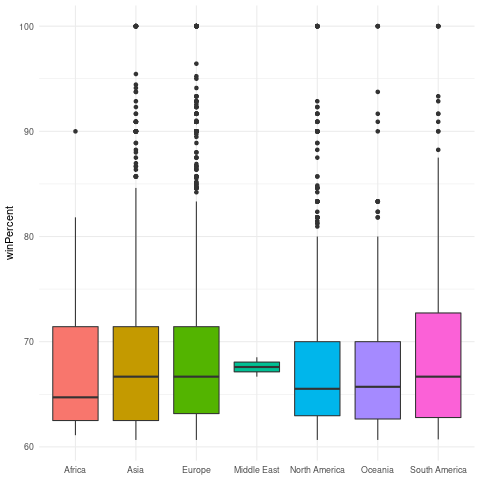 winPercent
100
90
80
70
60
Africa
Asia
Europe
Middle East
North America
Oceania
South America